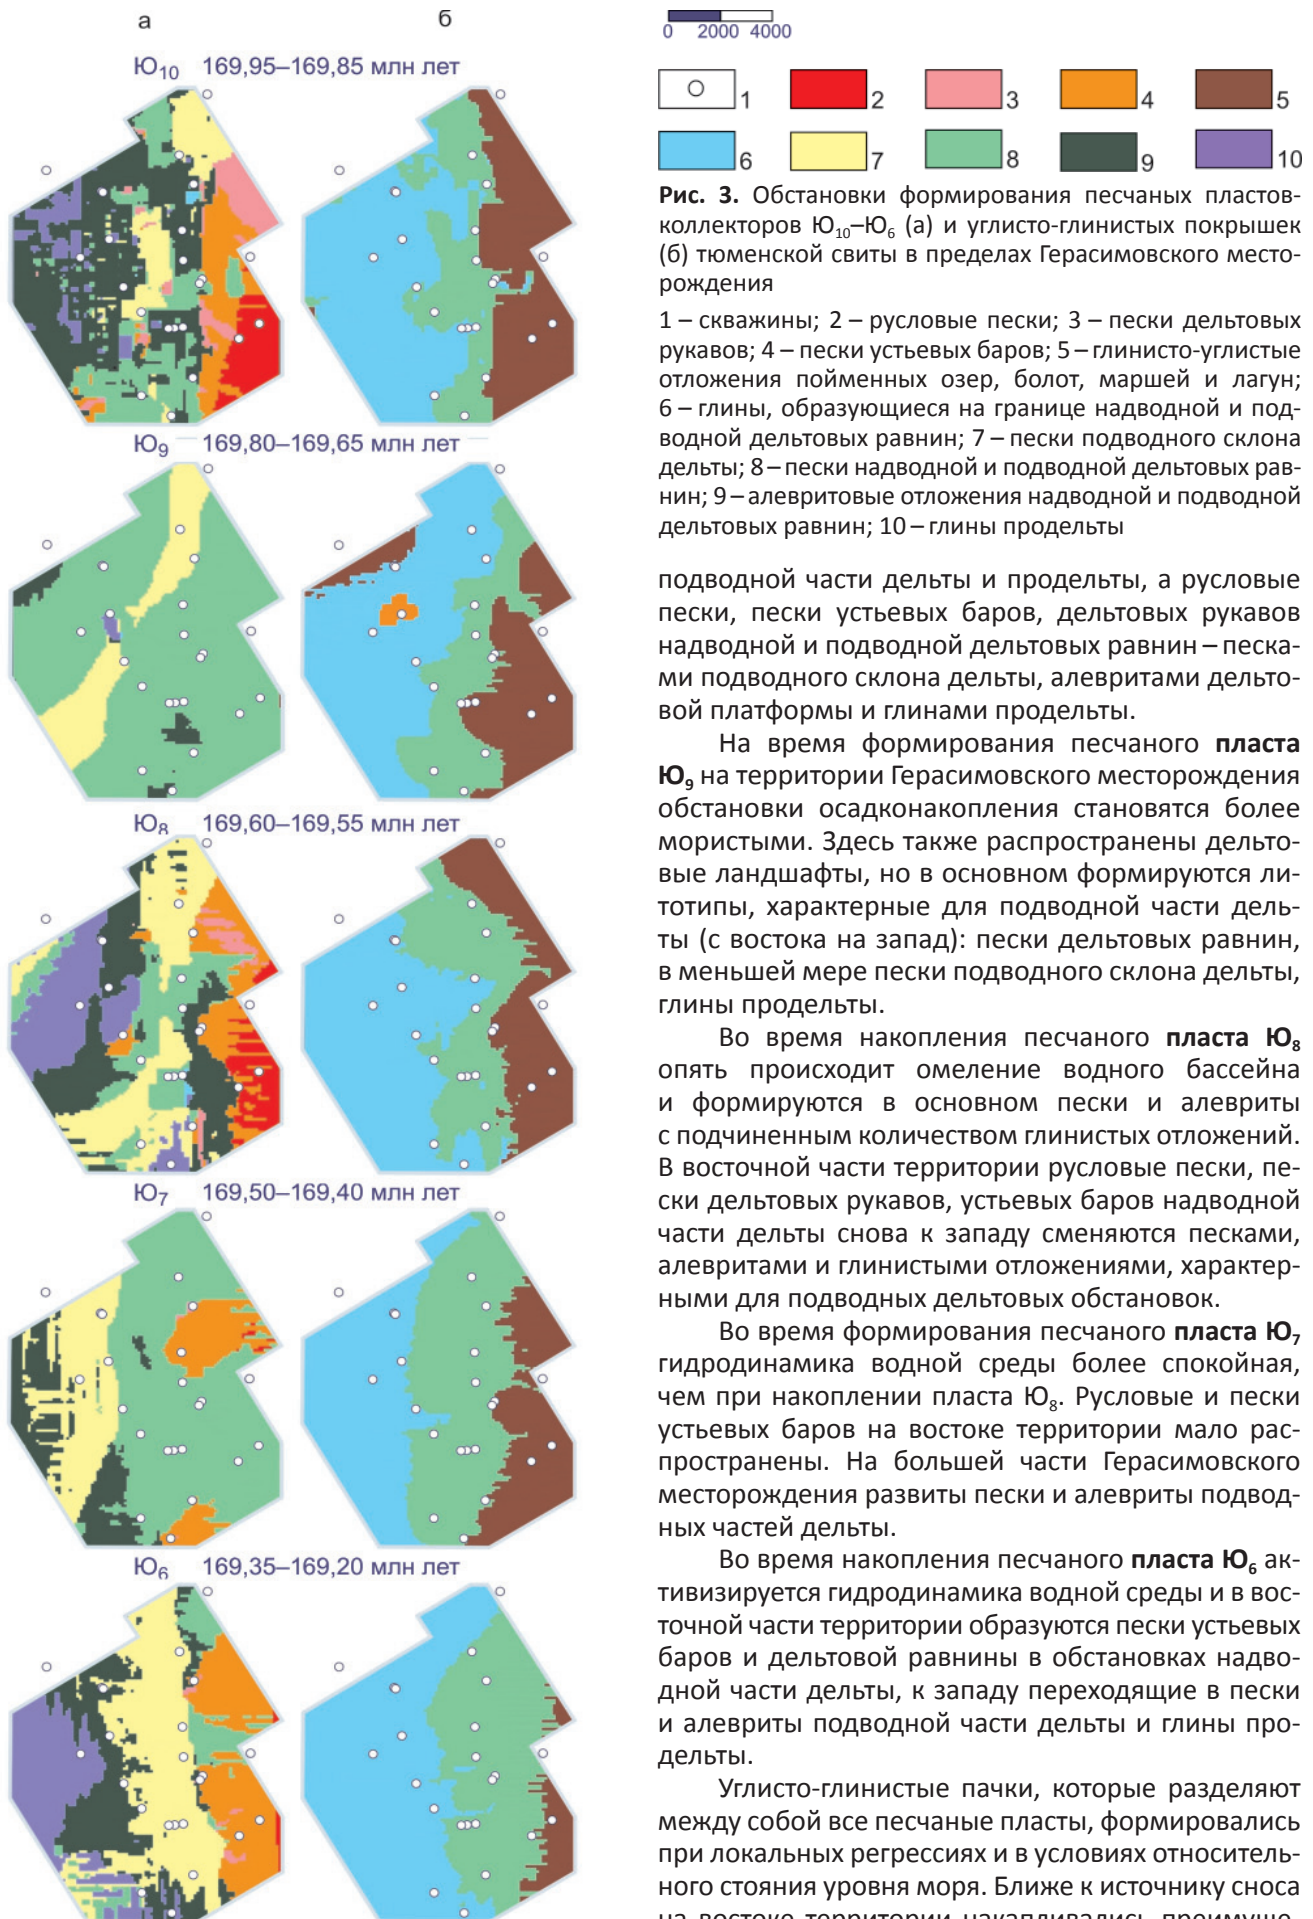 а б
Ю10 169,95–169,85 млн лет
Ю9 169,80–169,65 млн лет
Ю8 169,60–169,55 млн лет
Ю7 169,50–169,40 млн лет
Ю6 169,35–169,20 млн лет
0 2000 4000
1 2 3 4 5
6 7 8 9 10
Рис. 3. Обстановки формирования песчаных пластов-
коллекторов Ю10–Ю6 (а) и углисто-глинистых покрышек
(б) тюменской свиты в пределах Герасимовского место-
рождения
1 – скважины; 2 – русловые пески; 3 – пески дельтовых
рукавов; 4 – пески устьевых баров; 5 – глинисто-углистые
отложения пойменных озер, болот, маршей и лагун;
6 – глины, образующиеся на границе надводной и под-
водной дельтовых равнин; 7 – пески подводного склона
дельты; 8 – пески надводной и подводной дельтовых рав-
нин; 9 – алевритовые отложения надводной и подводной
дельтовых равнин; 10 – глины продельты
подводной части дельты и продельты, а русловые
пески, пески устьевых баров, дельтовых рукавов
надводной и подводной дельтовых равнин – песка-
ми подводного склона дельты, алевритами дельто-
вой платформы и глинами продельты.
На время формирования песчаного пласта
Ю9 на территории Герасимовского месторождения
обстановки осадконакопления становятся более
мористыми. Здесь также распространены дельто-
вые ландшафты, но в основном формируются ли-
тотипы, характерные для подводной части дель-
ты (с востока на запад): пески дельтовых равнин,
в меньшей мере пески подводного склона дельты,
глины продельты.
Во время накопления песчаного пласта Ю8
опять происходит омеление водного бассейна
и формируются в основном пески и алевриты
с подчиненным количеством глинистых отложений.
В восточной части территории русловые пески, пе-
ски дельтовых рукавов, устьевых баров надводной
части дельты снова к западу сменяются песками,
алевритами и глинистыми отложениями, характер-
ными для подводных дельтовых обстановок.
Во время формирования песчаного пласта Ю7
гидродинамика водной среды более спокойная,
чем при накоплении пласта Ю8. Русловые и пески
устьевых баров на востоке территории мало рас-
пространены. На большей части Герасимовского
месторождения развиты пески и алевриты подвод-
ных частей дельты.
Во время накопления песчаного пласта Ю6 ак-
тивизируется гидродинамика водной среды и в вос-
точной части территории образуются пески устьевых
баров и дельтовой равнины в обстановках надво-
дной части дельты, к западу переходящие в пески
и алевриты подводной части дельты и глины про-
дельты.
Углисто-глинистые пачки, которые разделяют
между собой все песчаные пласты, формировались
при локальных регрессиях и в условиях относитель-
ного стояния уровня моря. Ближе к источнику сноса
на востоке территории накапливались преимуще-